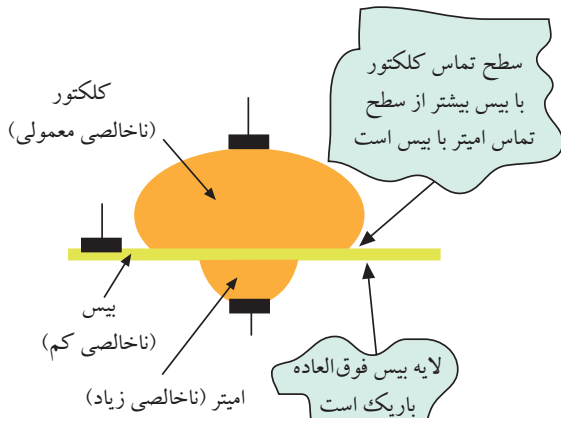 سطح تماس کلکتور
با بیس بیشتر از سطح
تماس امیتر با بیس است
کلکتور
(ناخالصی معمولی)
بیس
(ناخالصی کم)
امیتر (ناخالصی زیاد)
لایه بیس فوق‌العاده
باریک است